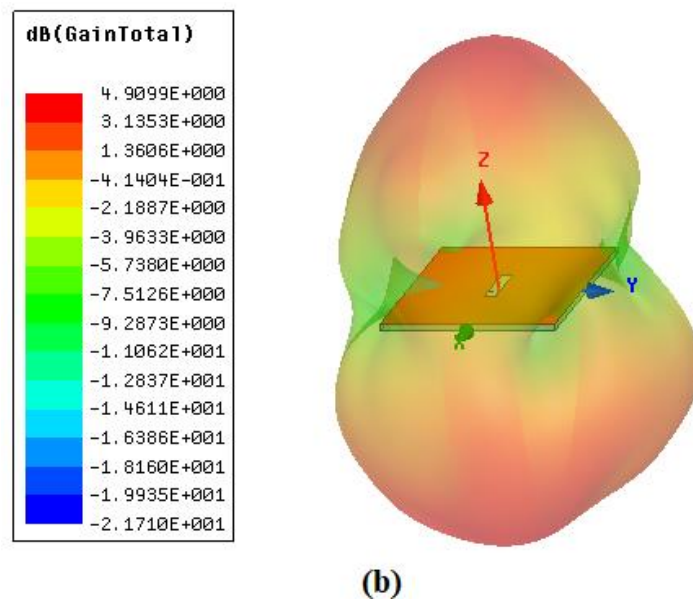 dB(GainTotal)
4.9099E+000
3.1353E+000
1.3606E+000
-4.1404E-001
-2.1887E+000
-3.9633E+000
-5.7380E+000
-7.5126E+000
-9.2873E+000
-1.1062E+001
-1.2837E+001
-1.4611E+001
-1.6386E+001
-1.8160E+001
-1.9935E+001
-2.1710E+001
Z
Y
X
(b)